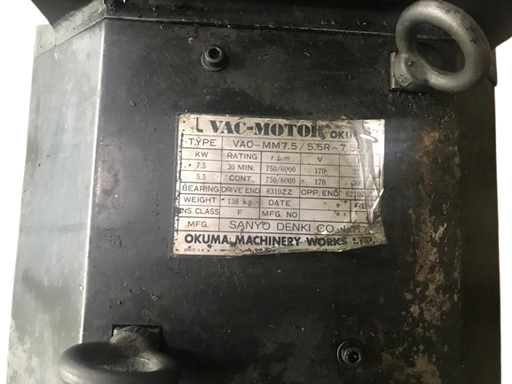 VAC-MOTOR OKU
TYPE VAC-MM7.5/5.5R-7.5
KW RATING r.p.m V
7.5 30 MIN. 750/6000 170
5.5 CONT. 750/6000 170
BEARING DRIVE END 6310ZZ OPP. END
WEIGHT 138 kg DATE
INS. CLASS F MFG. NO
MFG. SANYO DENKI CO.
OKUMA MACHINERY WORKS LTD.